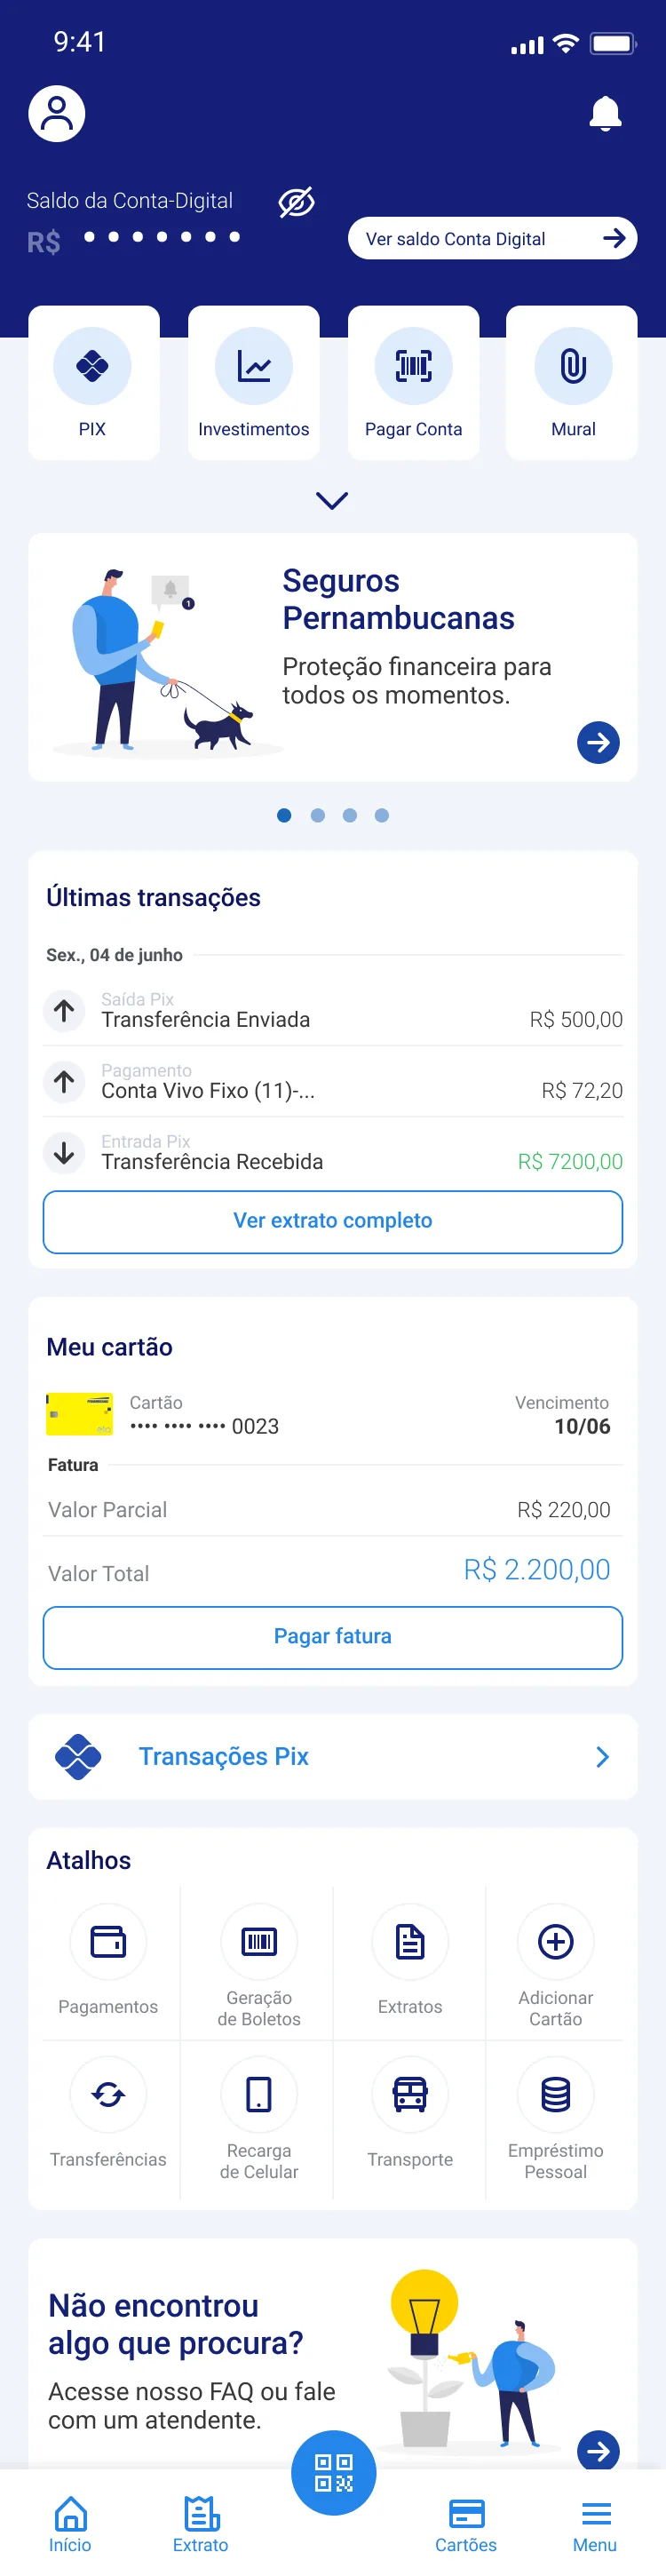 9:41
Saldo da Conta-Digital
R$ • • • • • • •
Ver saldo Conta Digital
PIX
Investimentos
Pagar Conta
Mural
1
Seguros
Pernambucanas
Proteção financeira para
todos os momentos.
Últimas transações
Sex., 04 de junho
Saída Pix
Transferência Enviada
R$ 500,00
Pagamento
Conta Vivo Fixo (11)-...
R$ 72,20
Entrada Pix
Transferência Recebida
R$ 7200,00
Ver extrato completo
Meu cartão
Cartão
•••• •••• •••• 0023
Vencimento
10/06
Fatura
Valor Parcial
R$ 220,00
Valor Total
R$ 2.200,00
Pagar fatura
Transações Pix
Atalhos
Pagamentos
Geração
de Boletos
Extratos
Adicionar
Cartão
Transferências
Recarga
de Celular
Transporte
Empréstimo
Pessoal
Não encontrou
algo que procura?
Acesse nosso FAQ ou fale
com um atendente.
Início
Extrato
Cartões
Menu